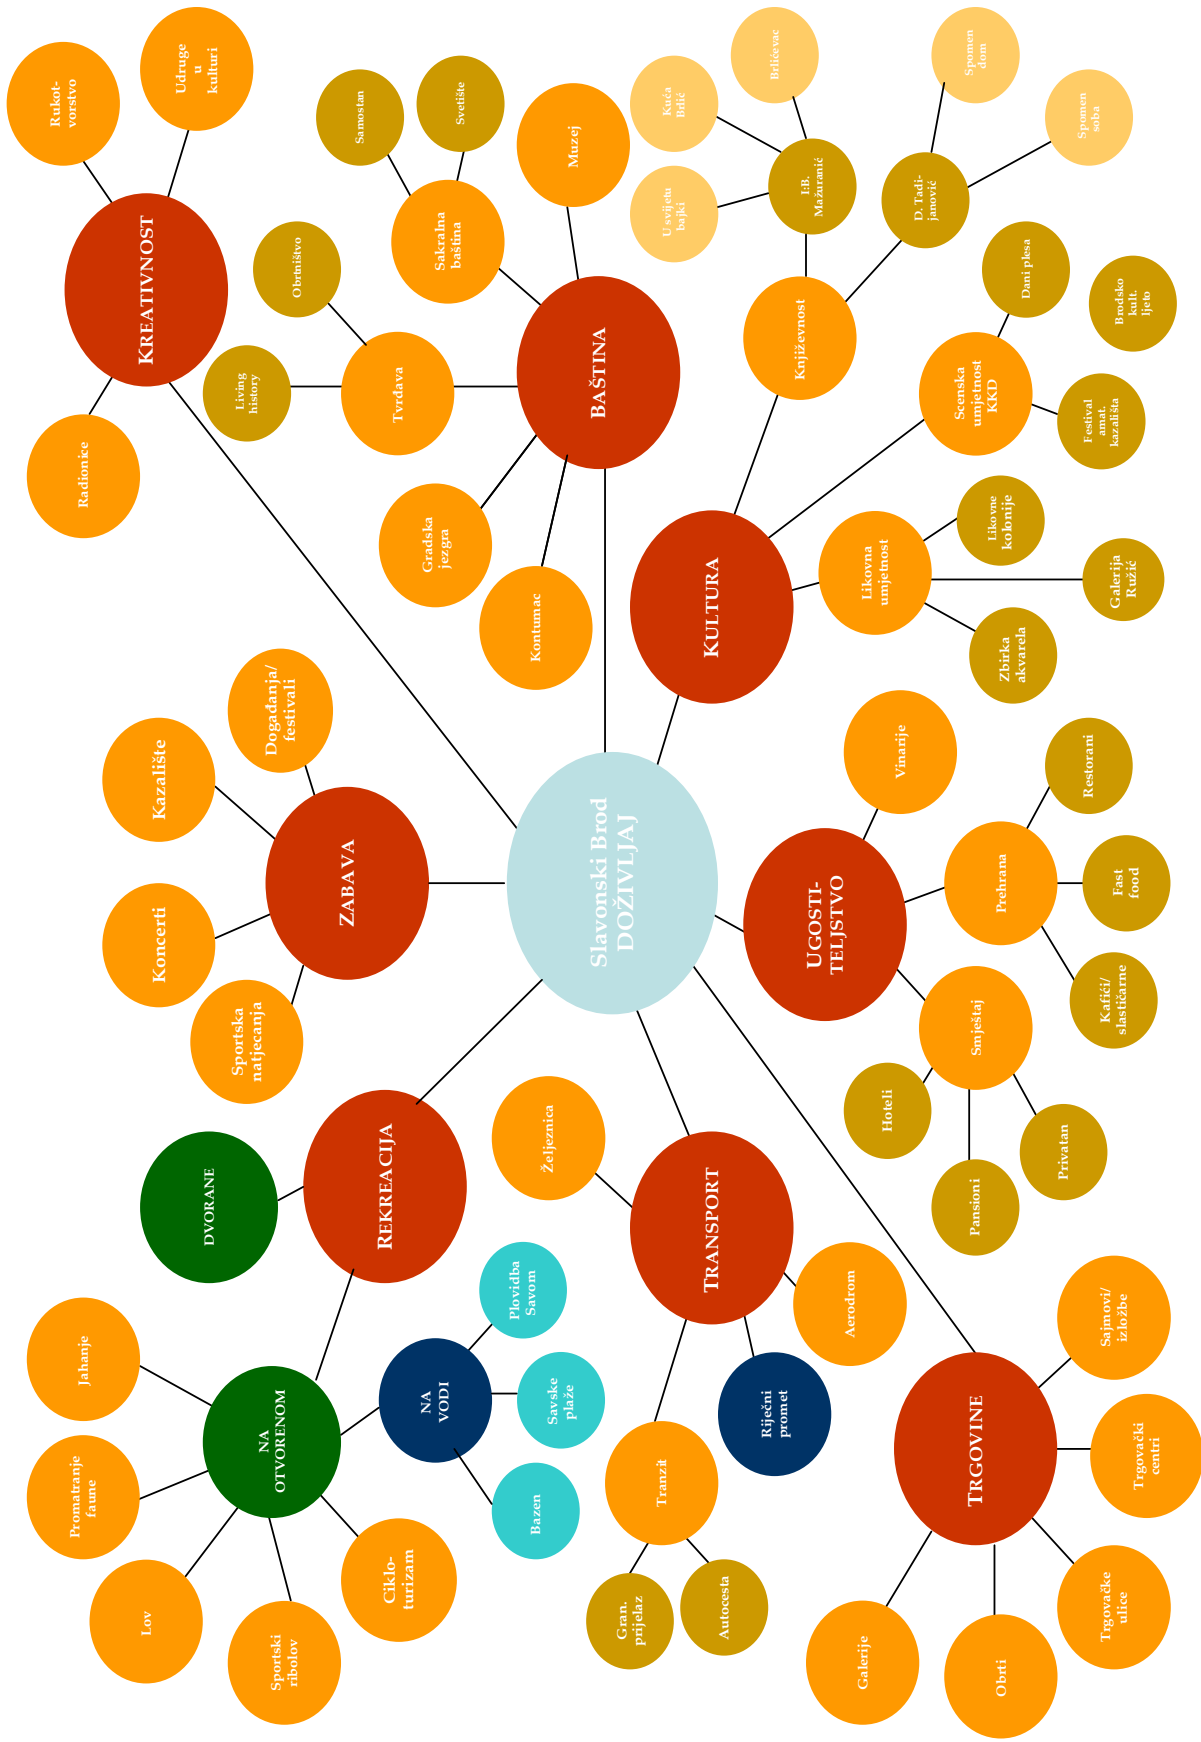 Rukot-
vorstvo
Udruge
u
kulturi
KREATIVNOST
Radionice
Samostan
Svetište
Sakralna
baština
Muzej
Obrtništvo
Living
history
Tvrđava
BAŠTINA
Gradska
jezgra
Kontumac
Kuća
Brlić
Brlićevac
U svijetu
bajki
I:B.
Mažuranić
Spomen
dom
Spomen
soba
D. Tadi-
janović
Književnost
Dani plesa
Brodsko
kult.
ljeto
Scenska
umjetnost
KKD
Festival
amat.
kazališta
KULTURA
Likovna
umjetnost
Likovne
kolonije
Galerija
Ružić
Zbirka
akvarela
Događanja/
festivali
Kazalište
ZABAVA
Koncerti
Sportska
natjecanja
Slavonski Brod
DOŽIVLJAJ
Vinarije
UGOSTI-
TELJSTVO
Restorani
Prehrana
Fast
food
Kafići/
slastičarne
Smještaj
Hoteli
Pansioni
Privatan
DVORANE
REKREACIJA
Željeznica
TRANSPORT
Aerodrom
Riječni
promet
Tranzit
Gran.
prijelaz
Autocesta
Jahanje
NA
OTVORENOM
Promatranje
faune
Lov
Sportski
ribolov
Ciklo-
turizam
NA
VODI
Plovidba
Savom
Savske
plaže
Bazen
TRGOVINE
Sajmovi/
izložbe
Trgovački
centri
Trgovačke
ulice
Obrti
Galerije